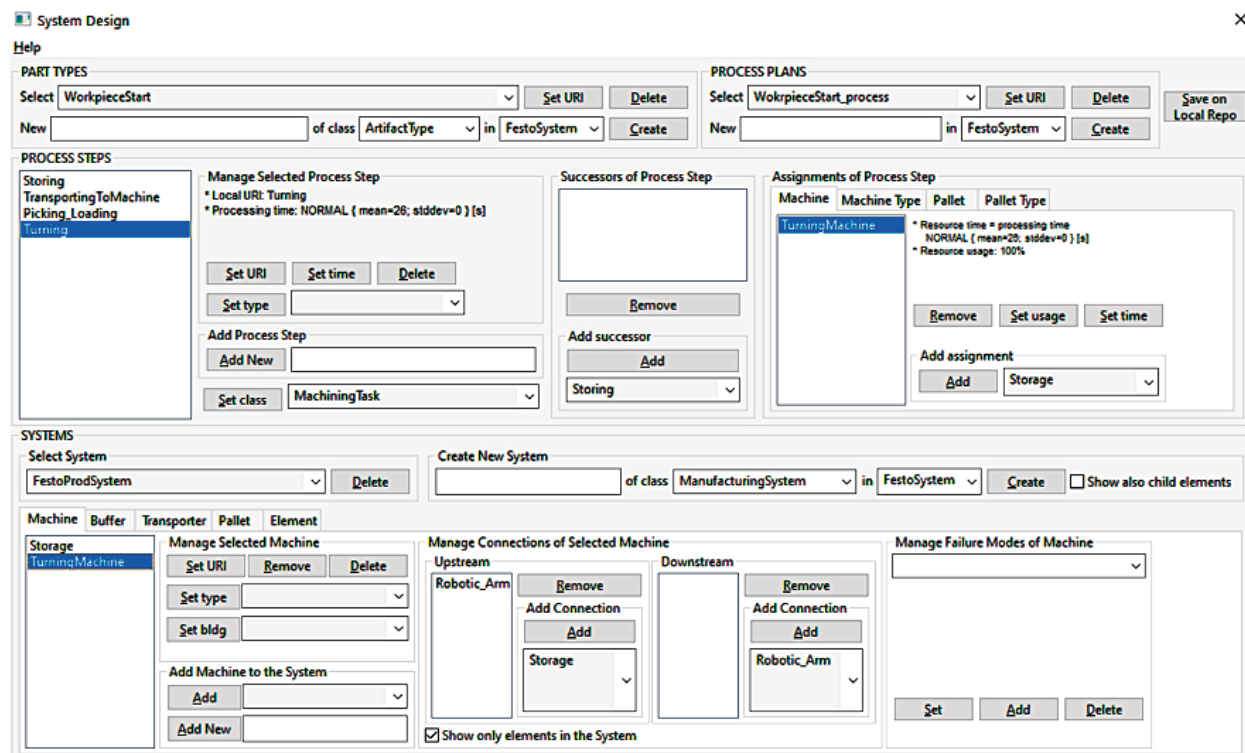 System Design
Help
PART TYPES
Select WorkpieceStart Set URI Delete
New of class ArtifactType in FestoSystem Create
PROCESS PLANS
Select WokrpieceStart_process Set URI Delete
New in FestoSystem Create
Save on
Local Repo
PROCESS STEPS
Storing
TransportingToMachine
Picking_Loading
Turning
Manage Selected Process Step
* Local URI: Turning
* Processing time: NORMAL { mean=26; stddev=0 } [s]
Set URI Set time Delete
Set type
Add Process Step
Add New
Set class MachiningTask
Successors of Process Step
Remove
Add successor
Add
Storing
Assignments of Process Step
Machine Machine Type Pallet Pallet Type
TurningMachine
* Resource time = processing time
NORMAL { mean=26; stddev=0 } [s]
* Resource usage: 100%
Remove Set usage Set time
Add assignment
Add Storage
SYSTEMS
Select System
FestoProdSystem Delete
Create New System
of class ManufacturingSystem in FestoSystem Create Show also child elements
Machine Buffer Transporter Pallet Element
Storage
TurningMachine
Manage Selected Machine
Set URI Remove Delete
Set type
Set bldg
Add Machine to the System
Add
Add New
Manage Connections of Selected Machine
Upstream
Robotic_Arm
Remove
Add Connection
Add
Storage
Downstream
Remove
Add Connection
Add
Robotic_Arm
Show only elements in the System
Manage Failure Modes of Machine
Set Add Delete